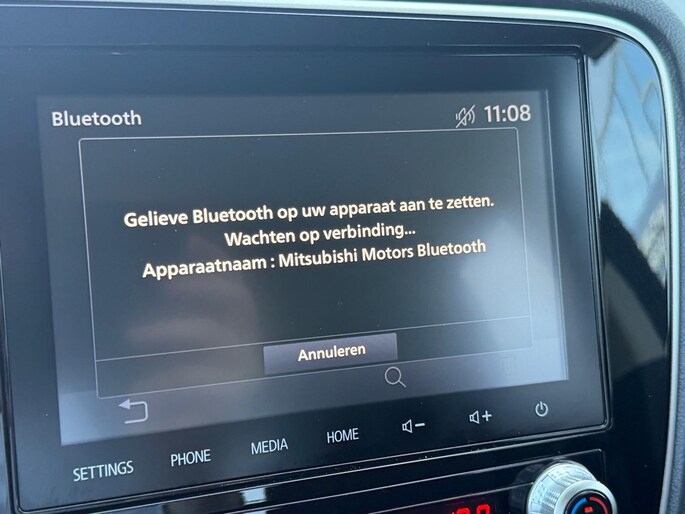 Bluetooth 11:08
Gelieve Bluetooth op uw apparaat aan te zetten.
Wachten op verbinding...
Apparaatnaam : Mitsubishi Motors Bluetooth
Annuleren
SETTINGS PHONE MEDIA HOME